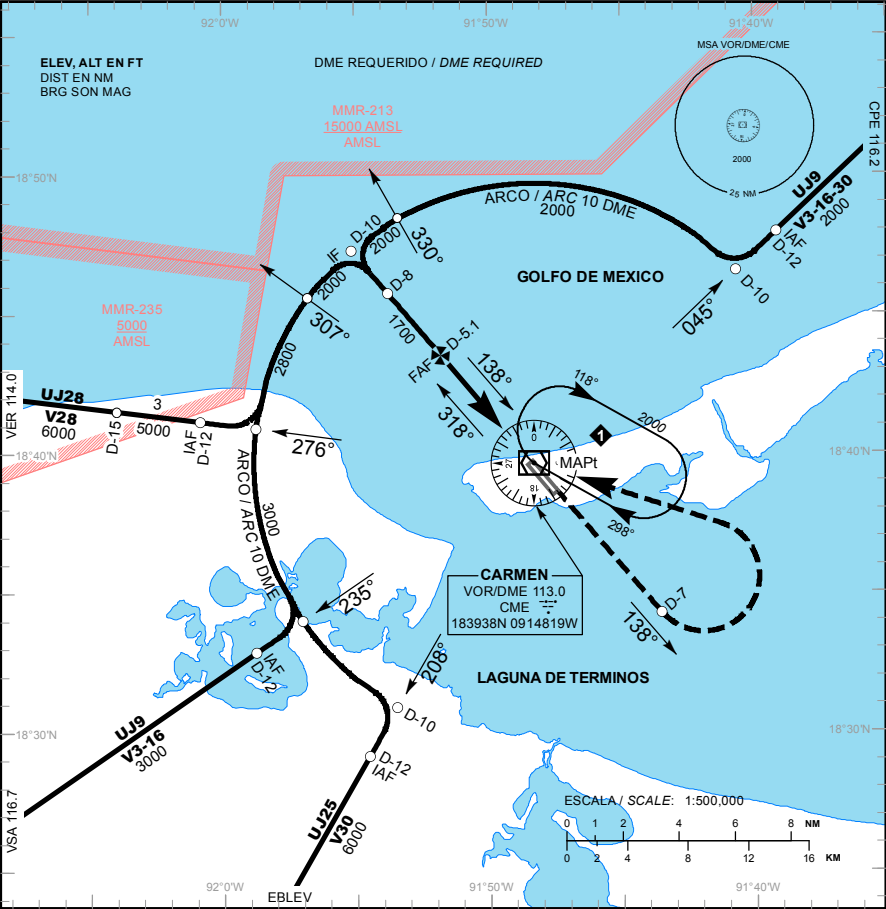 92°0'W
91°50'W
91°40'W
ELEV, ALT EN FT
DIST EN NM
BRG SON MAG
DME REQUERIDO / DME REQUIRED
MSA VOR/DME/CME
2000
25 NM
CPE 116.2
MMR-213
15000 AMSL
AMSL
18°50'N
UJ9
V3-16-30
2000
IAF
D-12
D-10
045°
ARCO / ARC 10 DME
2000
D-10
2000
330°
IF
2000
D-8
GOLFO DE MEXICO
307°
1700
MMR-235
5000
AMSL
2800
D-5.1
FAF
138°
318°
118°
2000
1
VER 114.0
UJ28
V28
6000
3
5000
D-15
IAF
D-12
276°
18°40'N
18°40'N
0
27
18
MAPt
298°
ARCO / ARC 10 DME
3000
CARMEN
VOR/DME 113.0
CME
183938N 0914819W
235°
D-7
138°
208°
LAGUNA DE TERMINOS
IAF
D-12
D-10
UJ9
V3-16
3000
18°30'N
18°30'N
D-12
IAF
VSA 116.7
UJ25
V30
6000
ESCALA / SCALE: 1:500,000
0 1 2 4 6 8 NM
0 2 4 8 12 16 KM
92°0'W
91°50'W
91°40'W
EBLEV